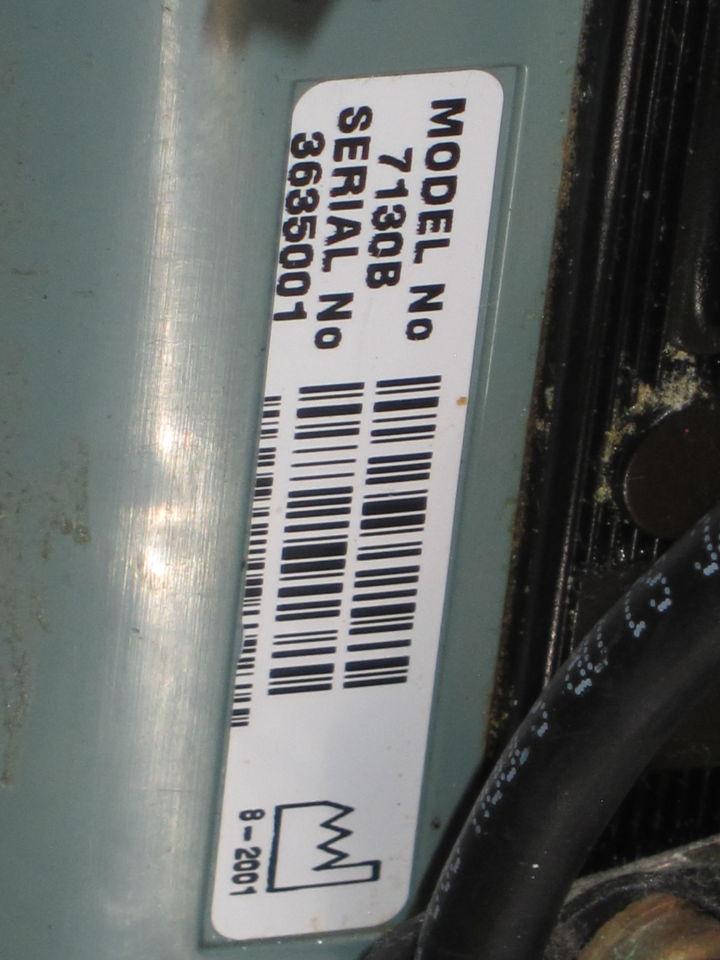 MODEL No
7130B
SERIAL No
3635001
8-2001